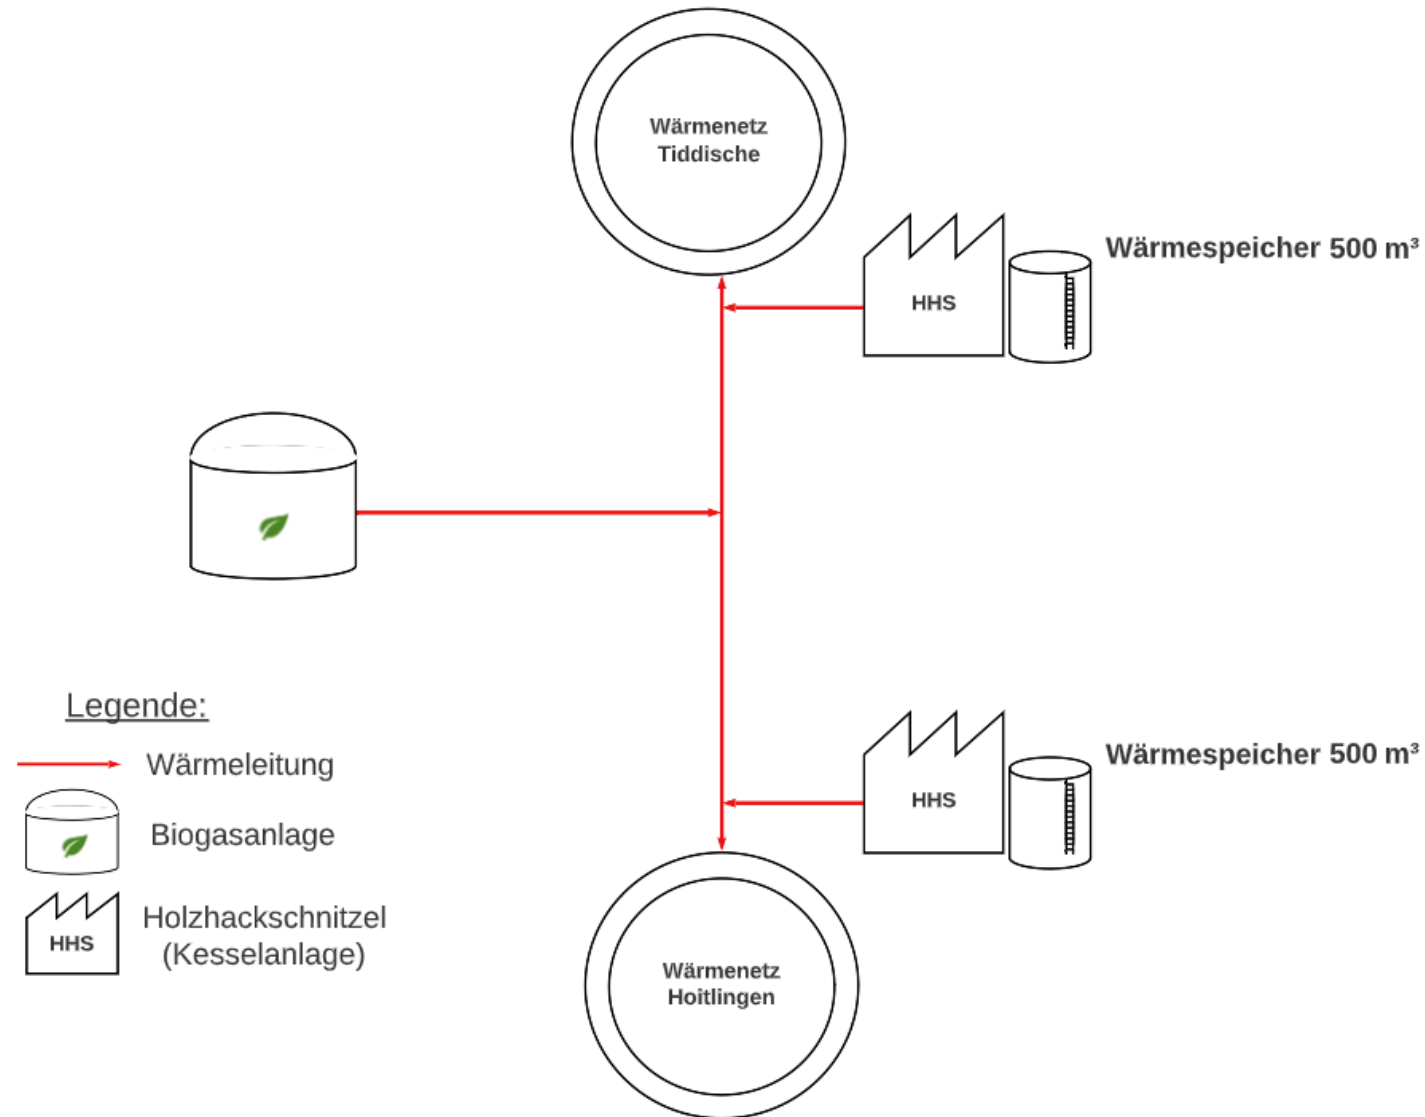 Wärmenetz
Tiddische
Wärmespeicher 500 m³
HHS
Legende:
Wärmeleitung
Biogasanlage
Holzhackschnitzel
(Kesselanlage)
HHS
Wärmespeicher 500 m³
HHS
Wärmenetz
Hoitlingen